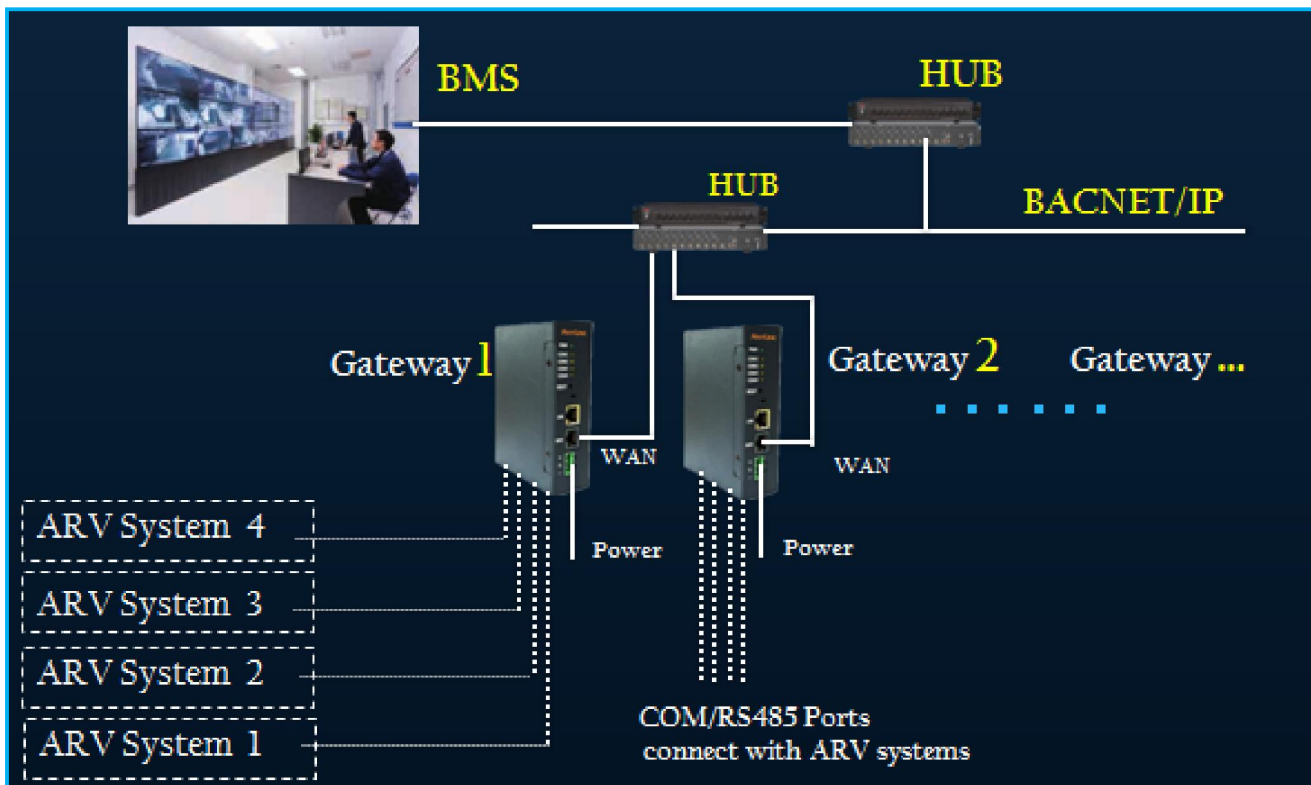 BMS
HUB
HUB
BACNET/IP
Gateway 1
Gateway 2
Gateway ...
WAN
WAN
ARV System 4
Power
Power
ARV System 3
ARV System 2
ARV System 1
COM/RS485 Ports
connect with ARV systems